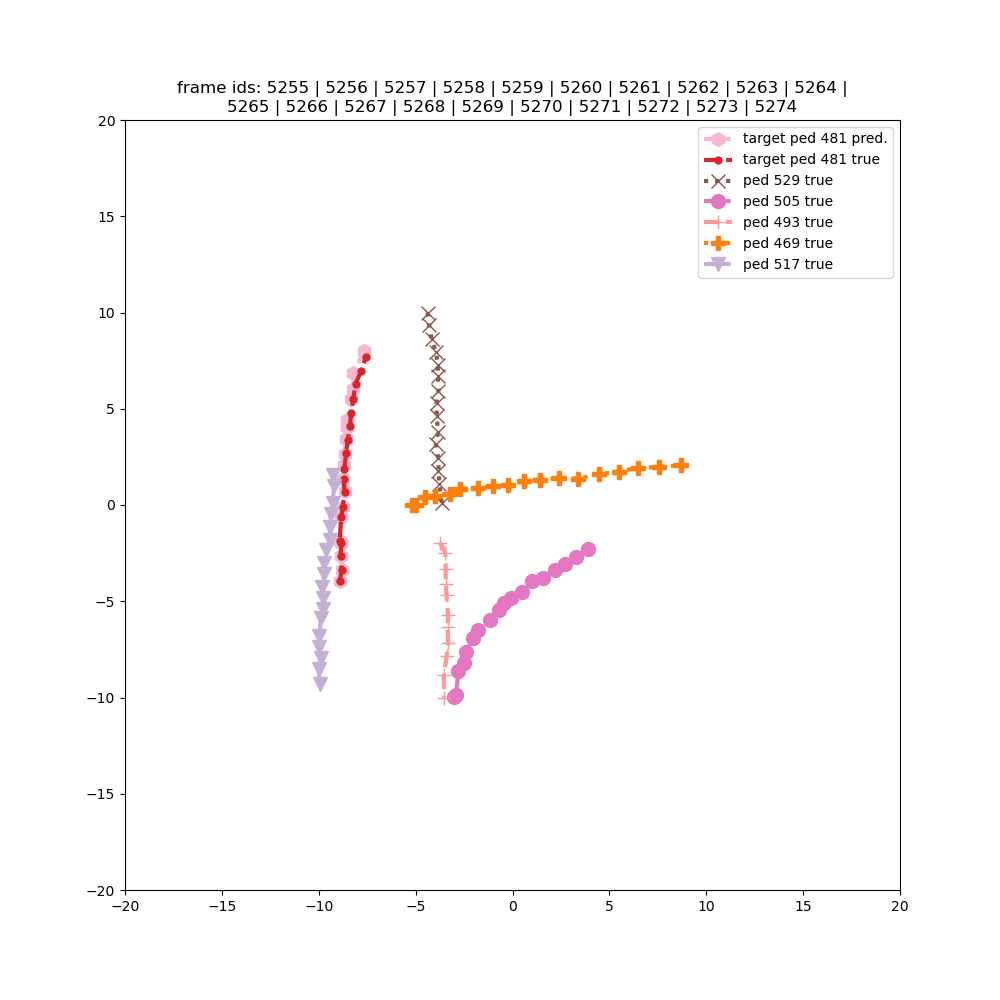 frame ids: 5255 | 5256 | 5257 | 5258 | 5259 | 5260 | 5261 | 5262 | 5263 | 5264 |
5265 | 5266 | 5267 | 5268 | 5269 | 5270 | 5271 | 5272 | 5273 | 5274
20
15
10
5
0
−5
−10
−15
−20
−20
−15
−10
−5
0
5
10
15
20
target ped 481 pred.
target ped 481 true
ped 529 true
ped 505 true
ped 493 true
ped 469 true
ped 517 true